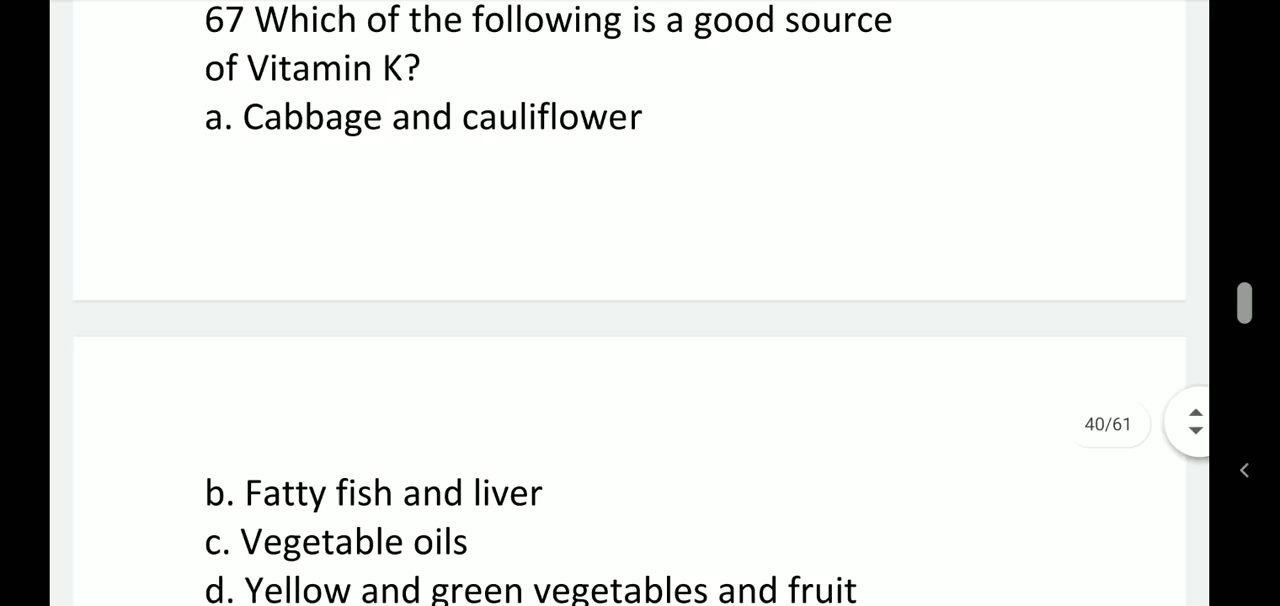 67 Which of the following is a good source
of Vitamin K?
a. Cabbage and cauliflower
40/61
b. Fatty fish and liver
c. Vegetable oils
d. Yellow and green vegetables and fruit